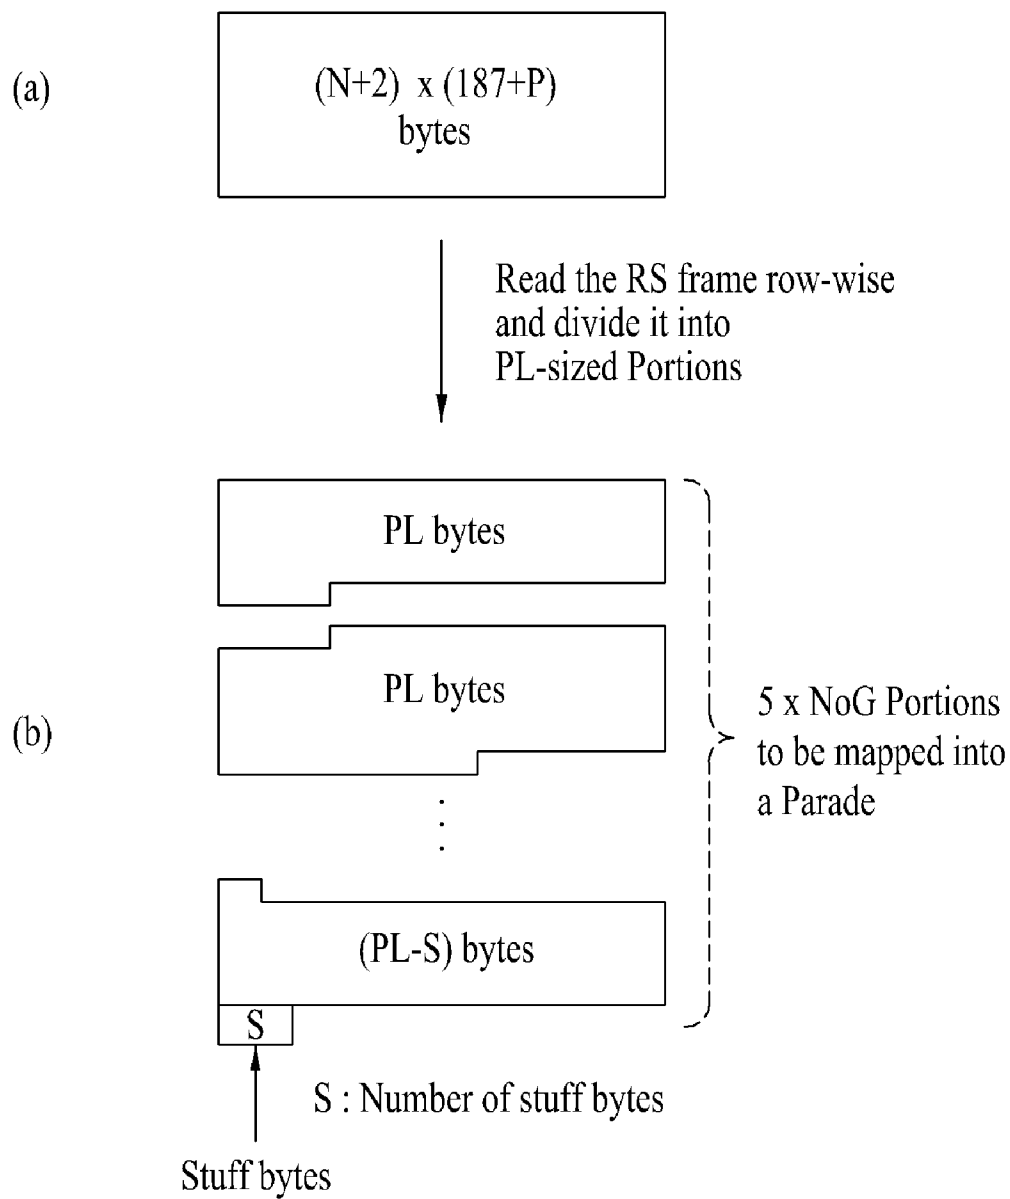 (a)
(N+2) x (187+P)
bytes
Read the RS frame row-wise
and divide it into
PL-sized Portions
PL bytes
PL bytes
(b)
5 x NoG Portions
to be mapped into
a Parade
(PL-S) bytes
S
S : Number of stuff bytes
Stuff bytes